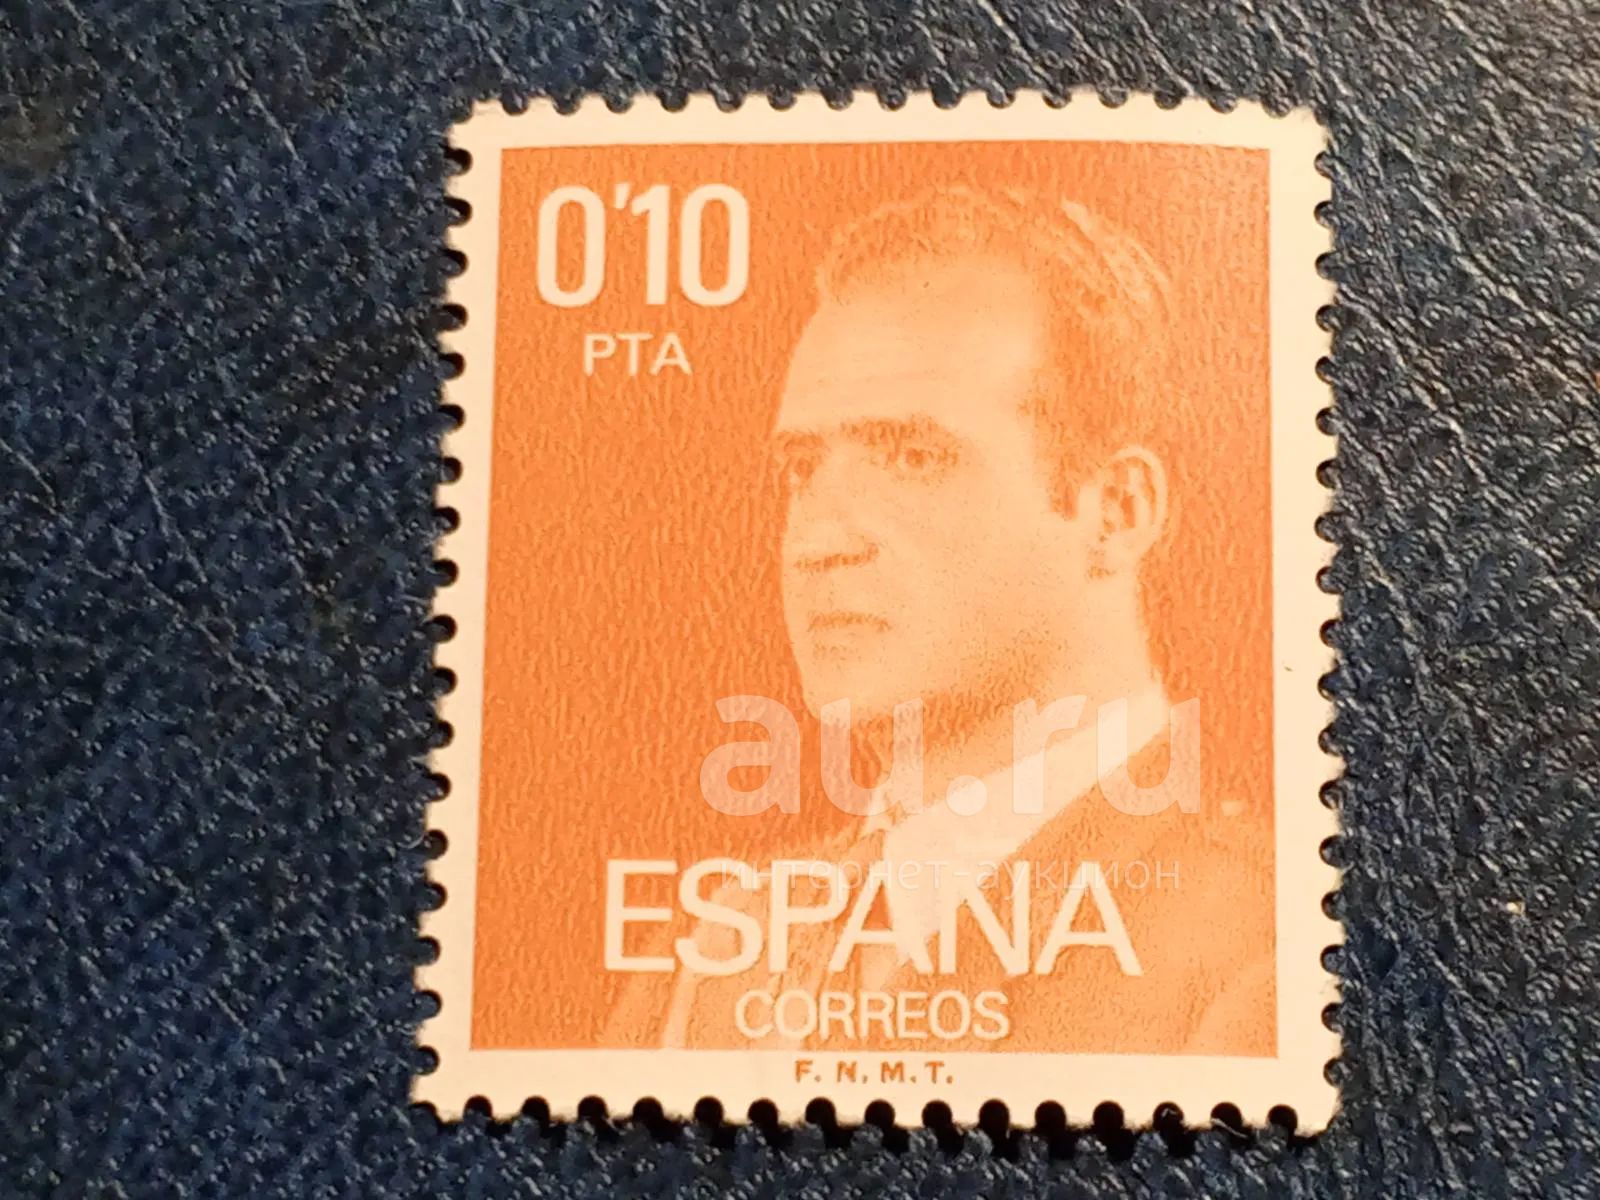 0'10
PTA
au.ru
интернет-аукцион
ESPAÑA
CORREOS
F. N. M. T.